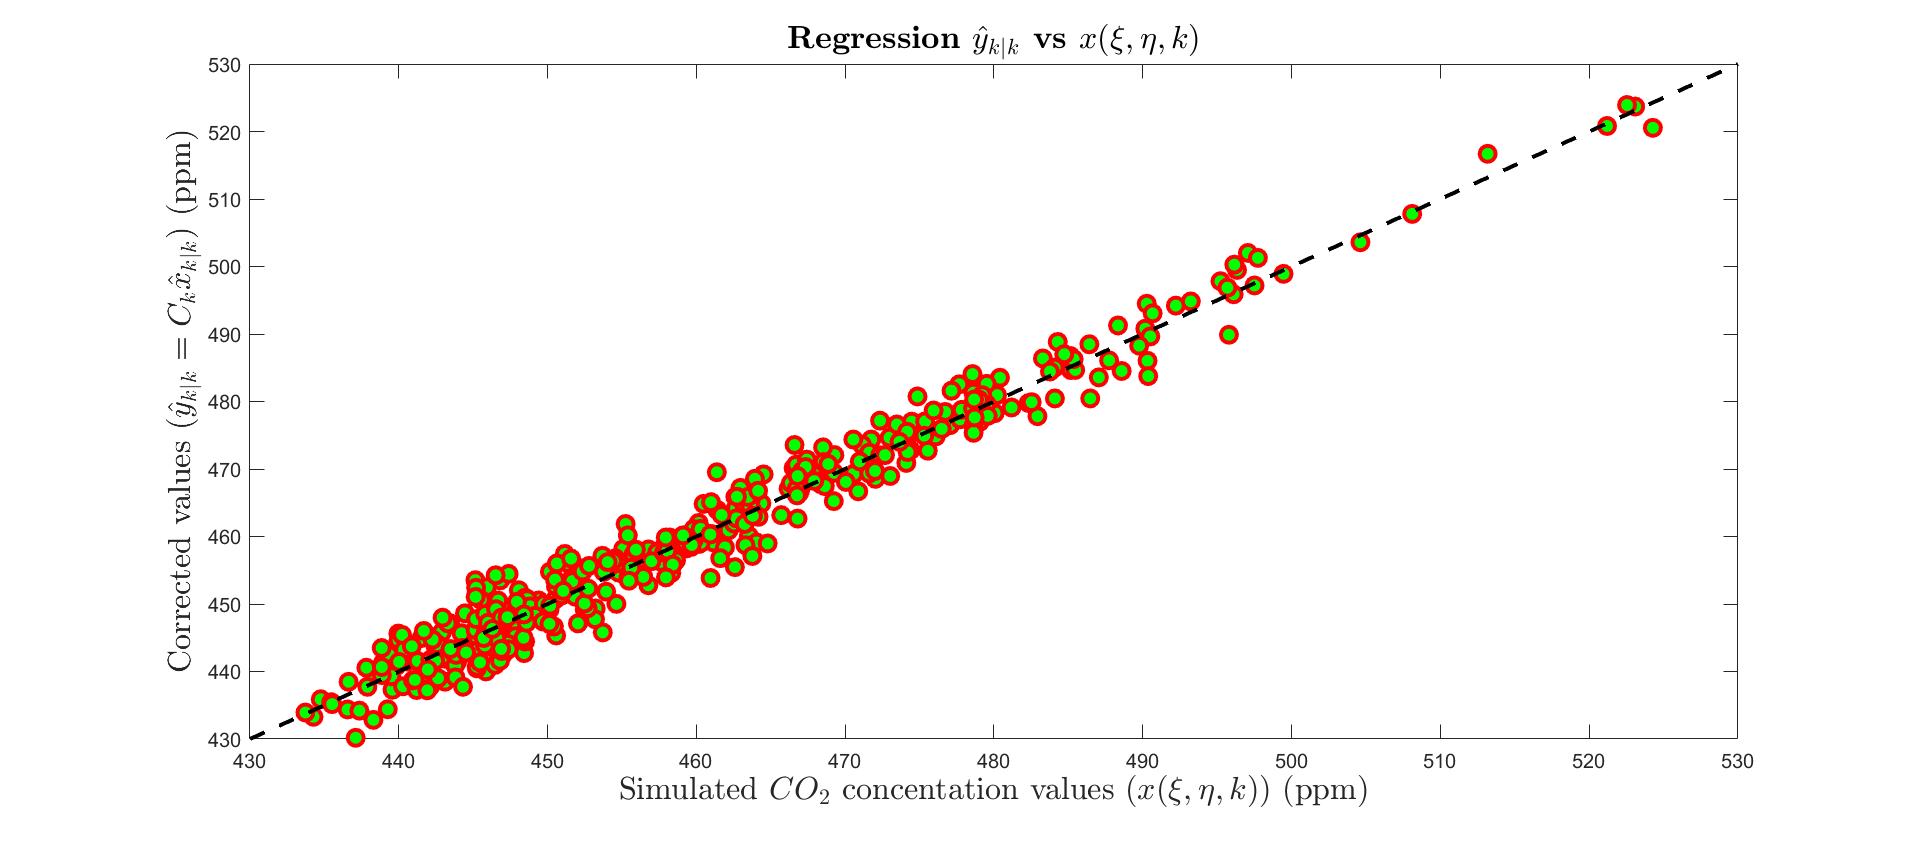 Regression ŷ_{k|k} vs x(ξ, η, k)
530
520
510
500
490
480
470
460
450
440
430
Corrected values (ŷ_{k|k} = C_k x̂_{k|k}) (ppm)
430 440 450 460 470 480 490 500 510 520 530
Simulated CO₂ concentation values (x(ξ, η, k)) (ppm)